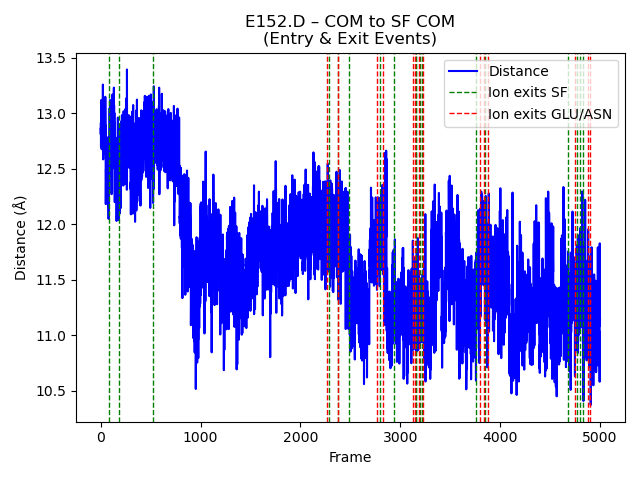 E152.D – COM to SF COM
(Entry & Exit Events)
13.5
13.0
12.5
12.0
11.5
11.0
10.5
Distance (Å)
Distance
Ion exits SF
Ion exits GLU/ASN
0 1000 2000 3000 4000 5000
Frame